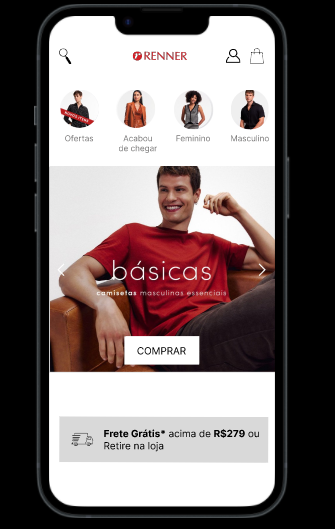 RENNER
Ofertas
Acabou
de chegar
Feminino
Masculino
básicas
camisetas masculinas essenciais
COMPRAR
Frete Grátis* acima de R$279 ou
Retire na loja